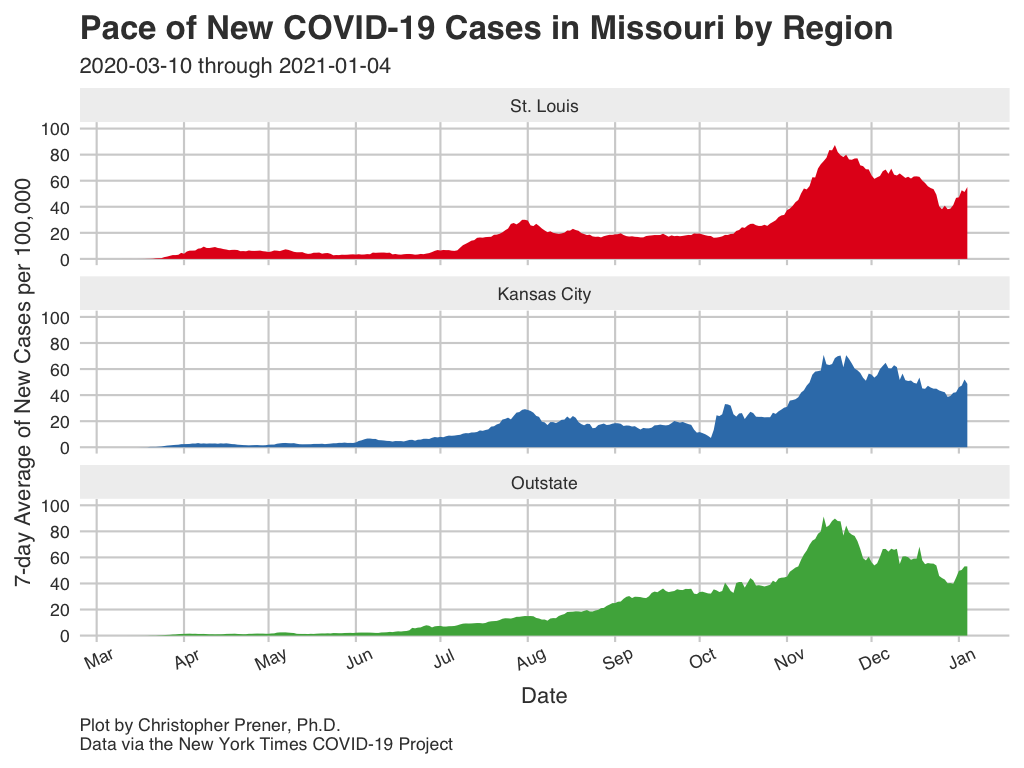 Pace of New COVID-19 Cases in Missouri by Region
2020-03-10 through 2021-01-04
7-day Average of New Cases per 100,000
St. Louis
100
80
60
40
20
0
Kansas City
100
80
60
40
20
0
Outstate
100
80
60
40
20
0
Mar Apr May Jun Jul Aug Sep Oct Nov Dec Jan
Date
Plot by Christopher Prener, Ph.D.
Data via the New York Times COVID-19 Project